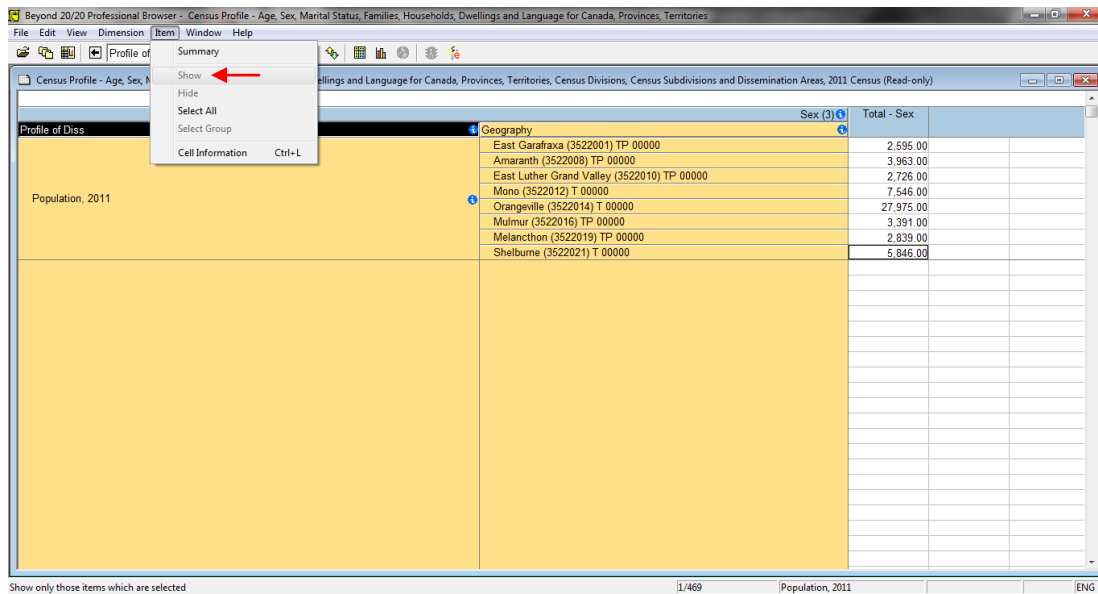 Beyond 20/20 Professional Browser - Census Profile - Age, Sex, Marital Status, Families, Households, Dwellings and Language for Canada, Provinces, Territories
File Edit View Dimension Item Window Help
Profile of
Summary
Show
Hide
Select All
Select Group
Cell Information Ctrl+L
Census Profile - Age, Sex, M ellings and Language for Canada, Provinces, Territories, Census Divisions, Census Subdivisions and Dissemination Areas, 2011 Census (Read-only)
Sex (3) Total - Sex
Profile of Diss Geography
East Garafraxa (3522001) TP 00000 2,595.00
Amaranth (3522008) TP 00000 3,963.00
East Luther Grand Valley (3522010) TP 00000 2,726.00
Population, 2011
Mono (3522012) T 00000 7,546.00
Orangeville (3522014) T 00000 27,975.00
Mulmur (3522016) TP 00000 3,391.00
Melancthon (3522019) TP 00000 2,839.00
Shelburne (3522021) T 00000 5,846.00
Show only those items which are selected 1/469 Population, 2011 ENG